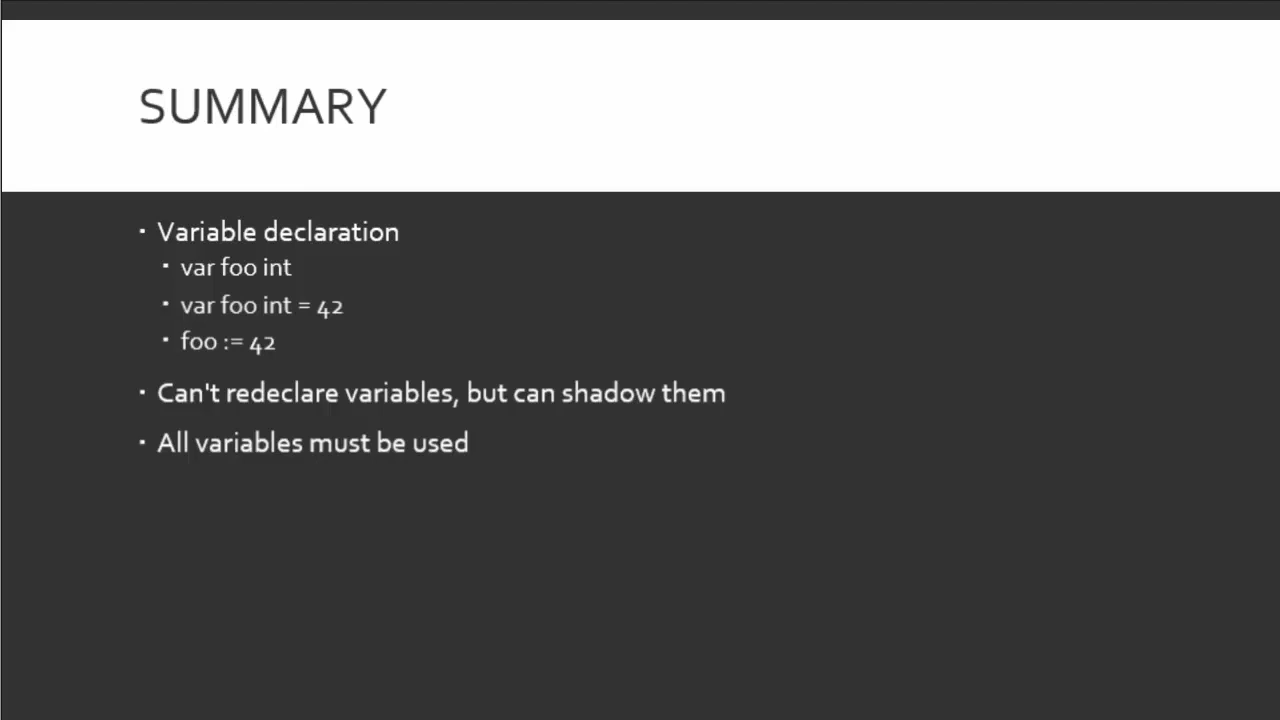 SUMMARY
▪ Variable declaration
▪ var foo int
▪ var foo int = 42
▪ foo := 42
▪ Can't redeclare variables, but can shadow them
▪ All variables must be used